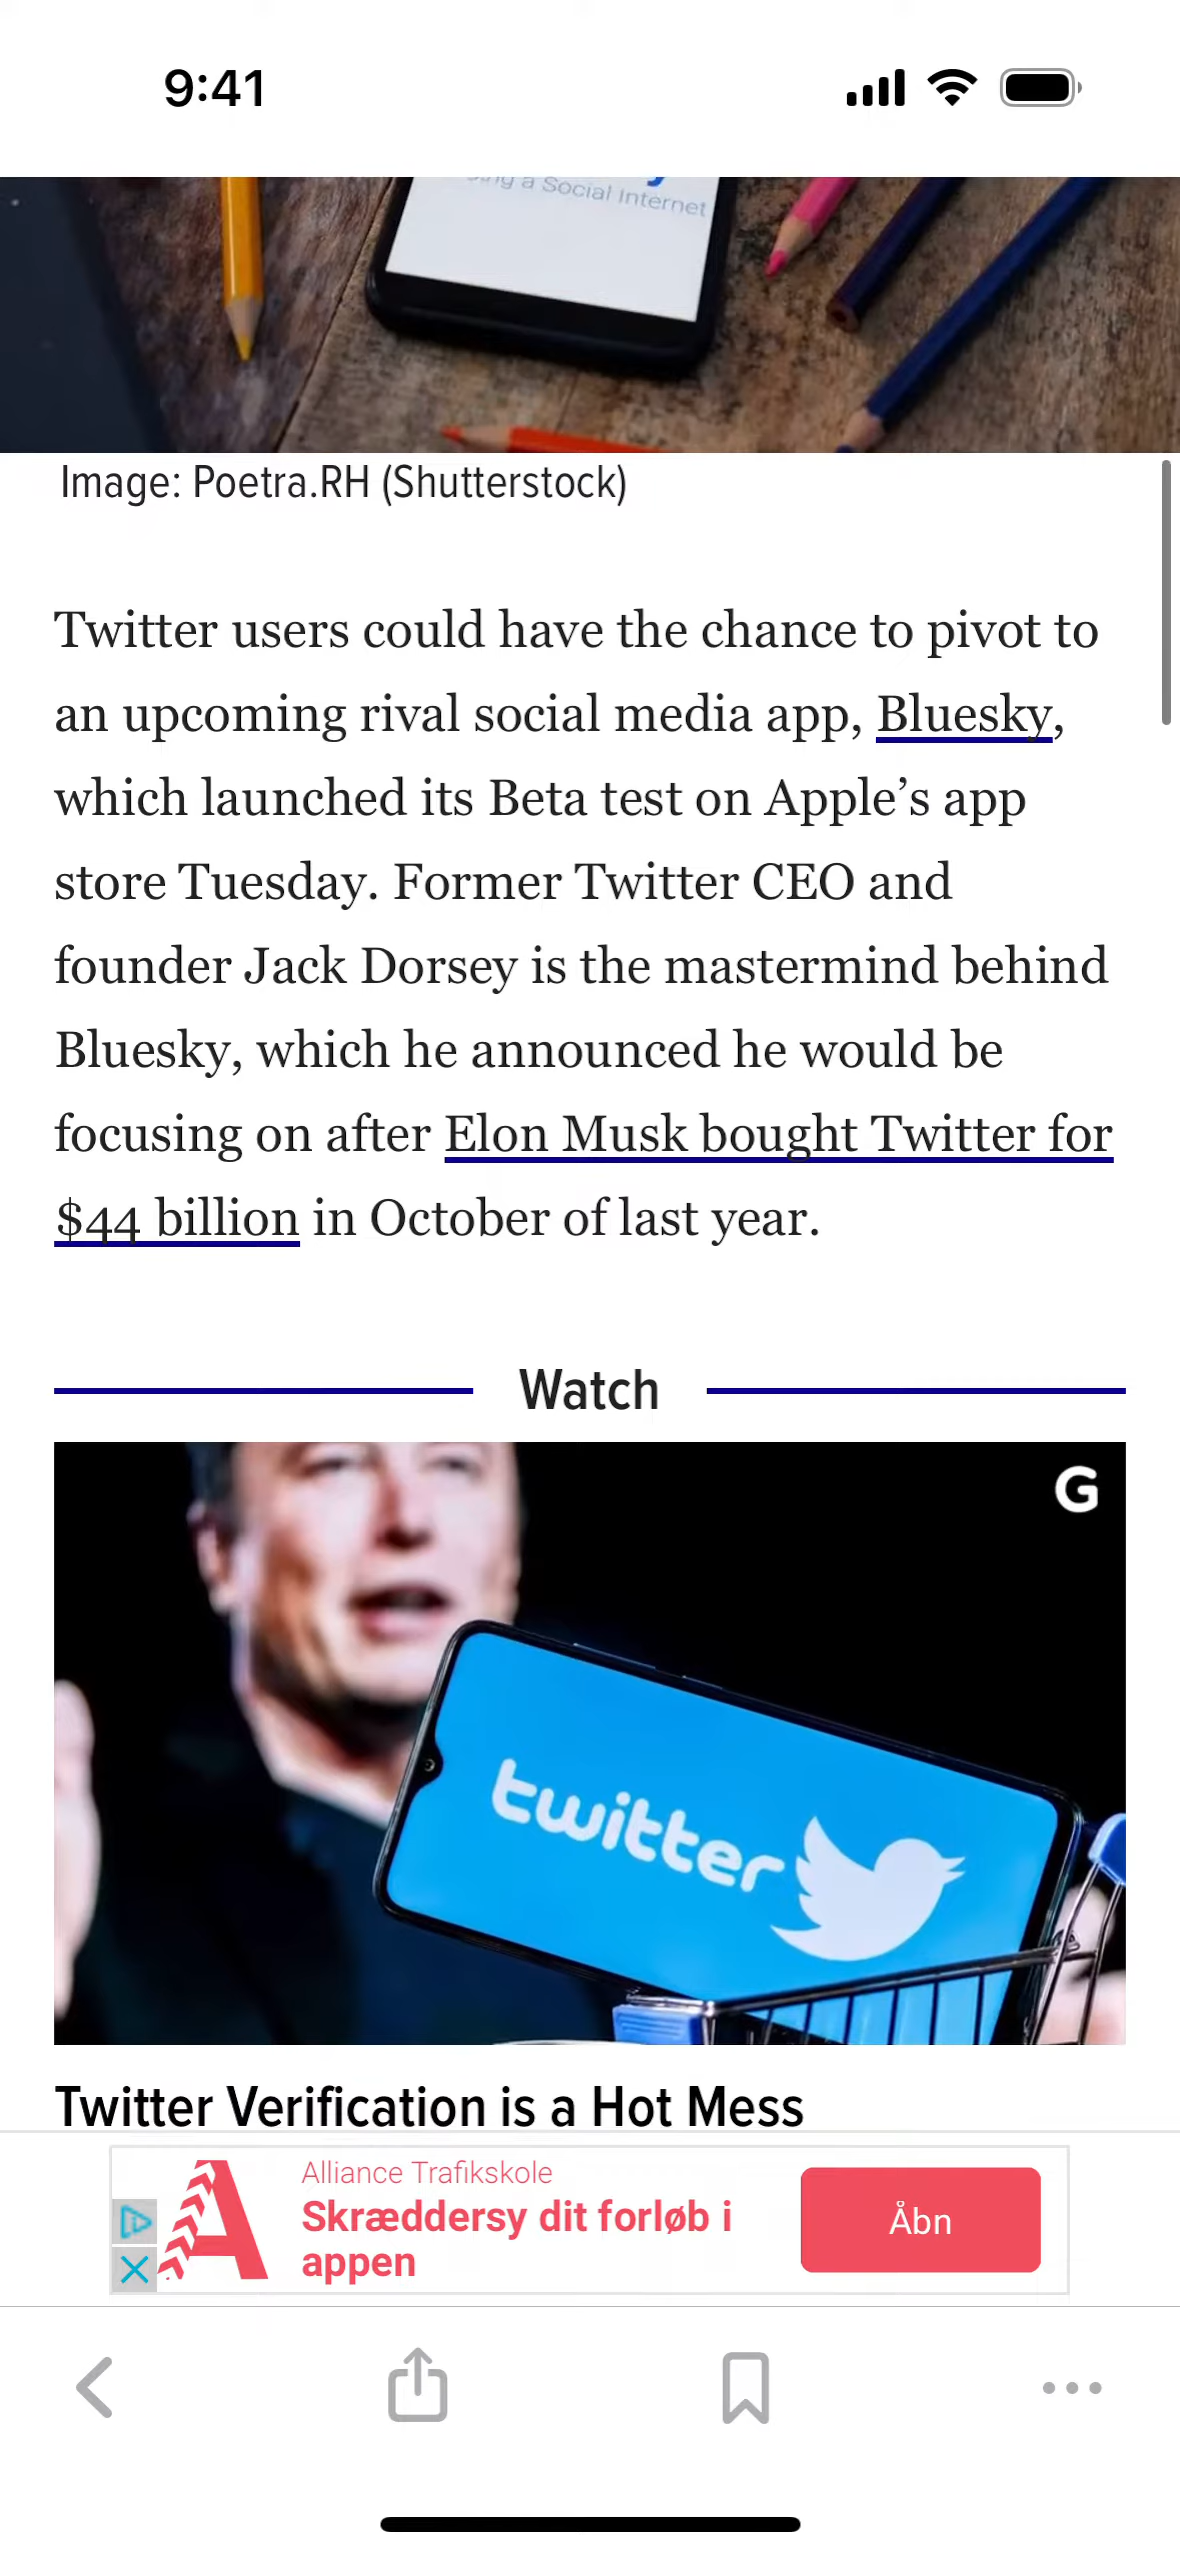 9:41
a Social Internet
Image: Poetra.RH (Shutterstock)
Twitter users could have the chance to pivot to
an upcoming rival social media app, Bluesky,
which launched its Beta test on Apple’s app
store Tuesday. Former Twitter CEO and
founder Jack Dorsey is the mastermind behind
Bluesky, which he announced he would be
focusing on after Elon Musk bought Twitter for
$44 billion in October of last year.
Watch
G
twitter
Twitter Verification is a Hot Mess
Alliance Trafikskole
Skræddersy dit forløb i
appen
Åbn